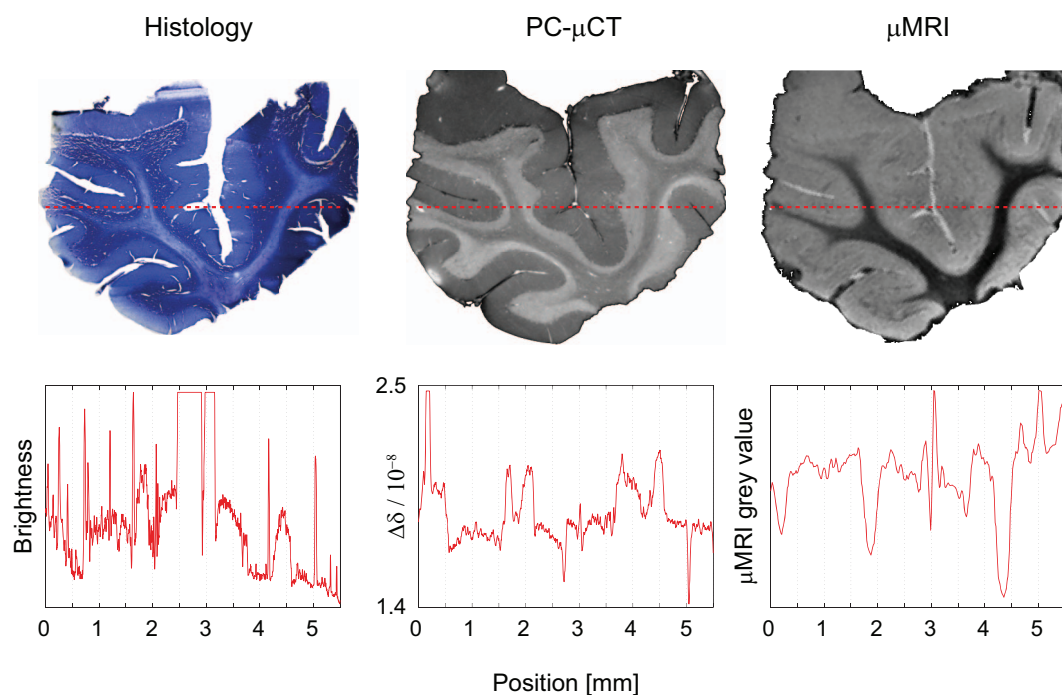 Histology
PC-μCT
μMRI
Brightness
0 1 2 3 4 5
Δδ / 10⁻⁸
2.5
1.4
0 1 2 3 4 5
μMRI grey value
0 1 2 3 4 5
Position [mm]